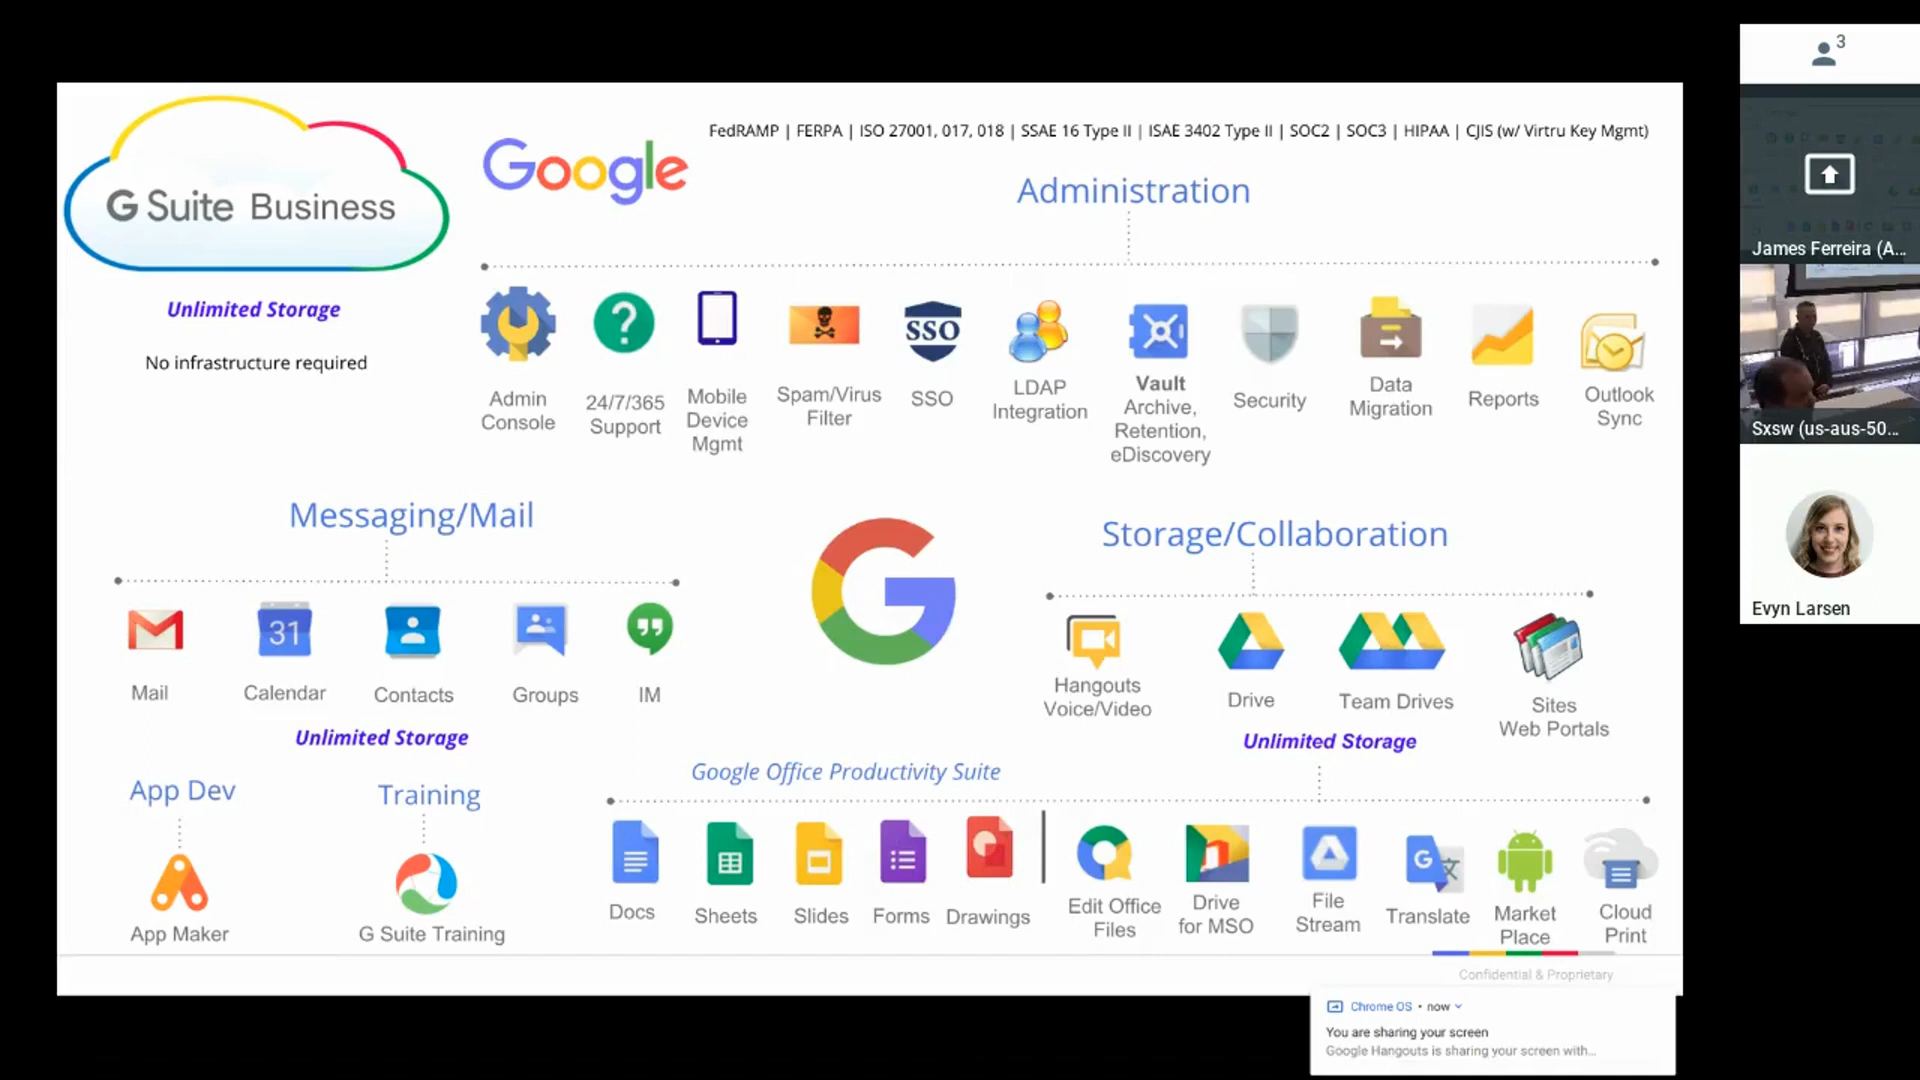 3
FedRAMP | FERPA | ISO 27001, 017, 018 | SSAE 16 Type II | ISAE 3402 Type II | SOC2 | SOC3 | HIPAA | CJIS (w/ Virtru Key Mgmt)
G Suite Business
Google
Administration
Unlimited Storage
No infrastructure required
Admin
Console
24/7/365
Support
Mobile
Device
Mgmt
Spam/Virus
Filter
SSO
SSO
LDAP
Integration
Vault
Archive,
Retention,
eDiscovery
Security
Data
Migration
Reports
Outlook
Sync
James Ferreira (A...
Sxsw (us-aus-50...
Evyn Larsen
Messaging/Mail
31
Mail
Calendar
Contacts
Groups
IM
Unlimited Storage
G
Storage/Collaboration
Hangouts
Voice/Video
Drive
Team Drives
Sites
Web Portals
Unlimited Storage
App Dev
App Maker
Training
G Suite Training
Google Office Productivity Suite
Docs
Sheets
Slides
Forms
Drawings
Edit Office
Files
Drive
for MSO
File
Stream
G 文
Translate
Market
Place
Cloud
Print
Confidential & Proprietary
Chrome OS • now
You are sharing your screen
Google Hangouts is sharing your screen with...